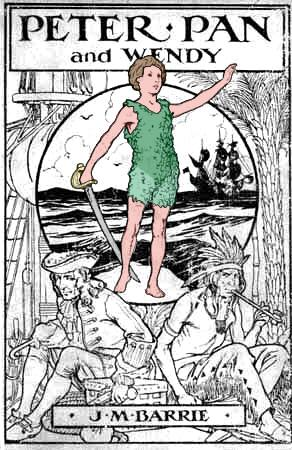 PETER · PAN
and WENDY
· J · M · BARRIE ·